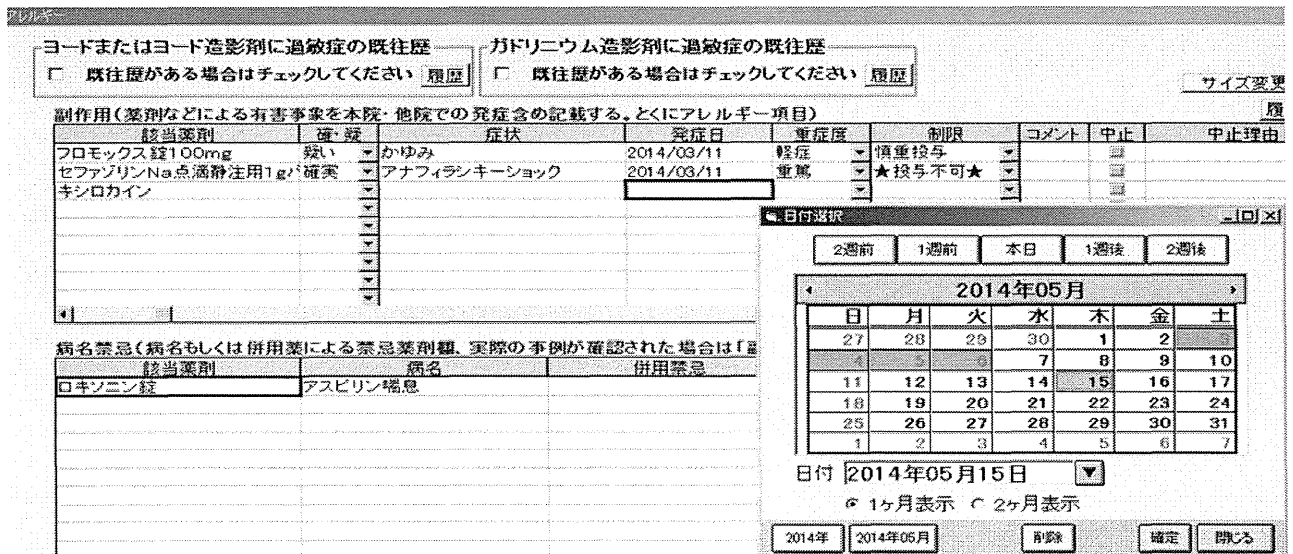 アレルギー
ヨードまたはヨード造影剤に過敏症の既往歴
ガドリニウム造影剤に過敏症の既往歴
□ 既往歴がある場合はチェックしてください 履歴
□ 既往歴がある場合はチェックしてください 履歴
サイズ変更
副作用(薬剤などによる有害事象を本院・他院での発症含め記載する。とくにアレルギー項目)
履
該当薬剤 確・疑 症状 発症日 重症度 制限 コメント 中止 中止理由
フロモックス錠100mg 疑い かゆみ 2014/03/11 軽症 慎重投与
セファゾリンNa点滴静注用1gバ 確実 アナフィラシキーショック 2014/03/11 重篤 ★投与不可★
キシロカイン
病名禁忌(病名もしくは併用薬による禁忌薬剤欄、実際の事例が確認された場合は「副
該当薬剤 病名 併用禁忌
ロキソニン錠 アスピリン喘息
日付選択
2週前 1週前 本日 1週後 2週後
2014年05月
日 月 火 水 木 金 土
27 28 29 30 1 2 3
4 5 6 7 8 9 10
11 12 13 14 15 16 17
18 19 20 21 22 23 24
25 26 27 28 29 30 31
1 2 3 4 5 6 7
日付 2014年05月15日
1ヶ月表示 2ヶ月表示
2014年 2014年05月 削除 確定 閉じる